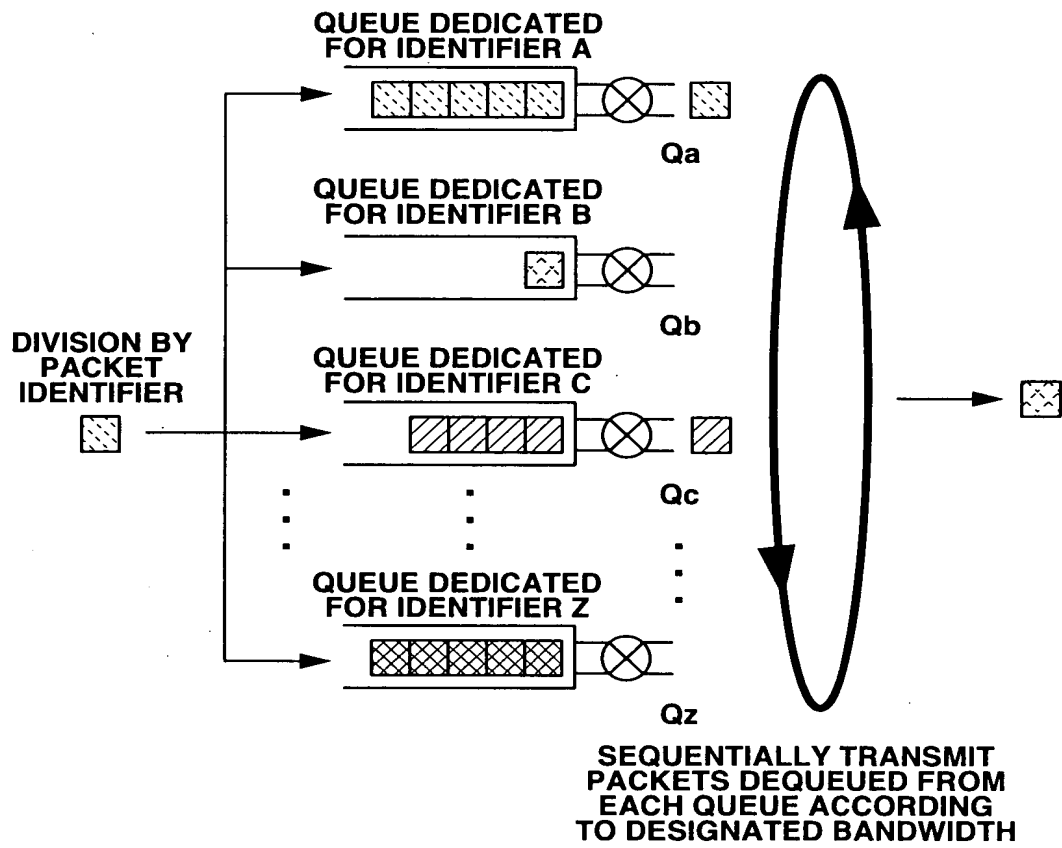 QUEUE DEDICATED
FOR IDENTIFIER A
Qa
QUEUE DEDICATED
FOR IDENTIFIER B
Qb
DIVISION BY
PACKET
IDENTIFIER
QUEUE DEDICATED
FOR IDENTIFIER C
Qc
QUEUE DEDICATED
FOR IDENTIFIER Z
Qz
SEQUENTIALLY TRANSMIT
PACKETS DEQUEUED FROM
EACH QUEUE ACCORDING
TO DESIGNATED BANDWIDTH